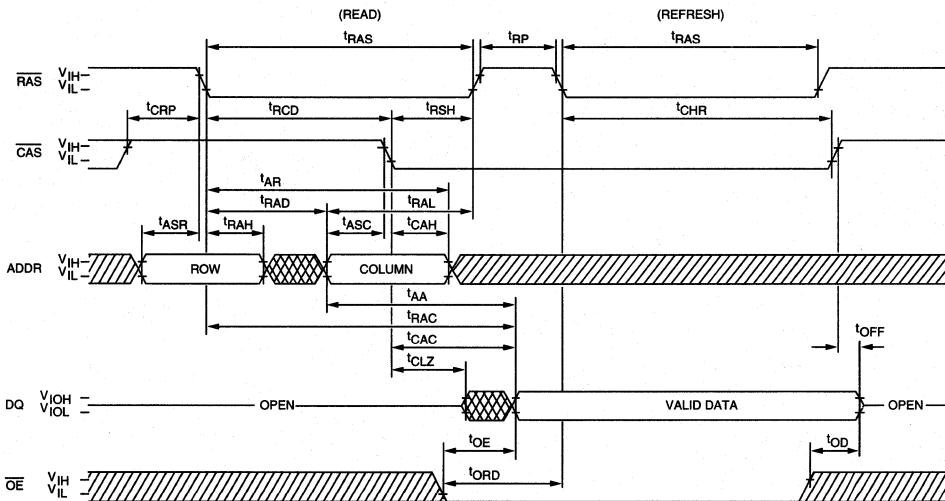 (READ) (REFRESH)
tRAS tRP tRAS
RAS VIH VIL
tCRP tRCD tRSH tCHR
CAS VIH VIL
tAR
tRAD tRAL
tASR tRAH tASC tCAH
ADDR VIH VIL ROW COLUMN
tAA
tRAC
tCAC
tOFF
tCLZ
DQ VIOH VIOL OPEN VALID DATA OPEN
tOE tOD
tORD
OE VIH VIL